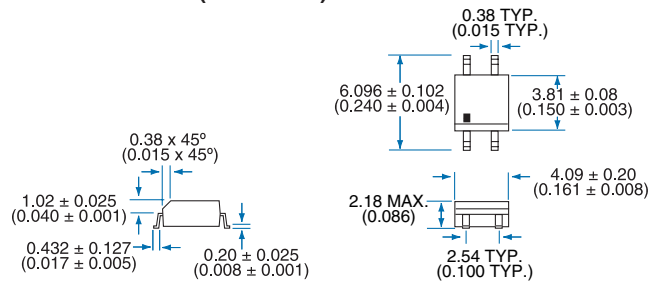 0.38 TYP.
(0.015 TYP.)
6.096 ± 0.102
(0.240 ± 0.004)
3.81 ± 0.08
(0.150 ± 0.003)
0.38 x 45º
(0.015 x 45º)
4.09 ± 0.20
(0.161 ± 0.008)
1.02 ± 0.025
(0.040 ± 0.001)
2.18 MAX.
(0.086)
0.432 ± 0.127
(0.017 ± 0.005)
0.20 ± 0.025
(0.008 ± 0.001)
2.54 TYP.
(0.100 TYP.)